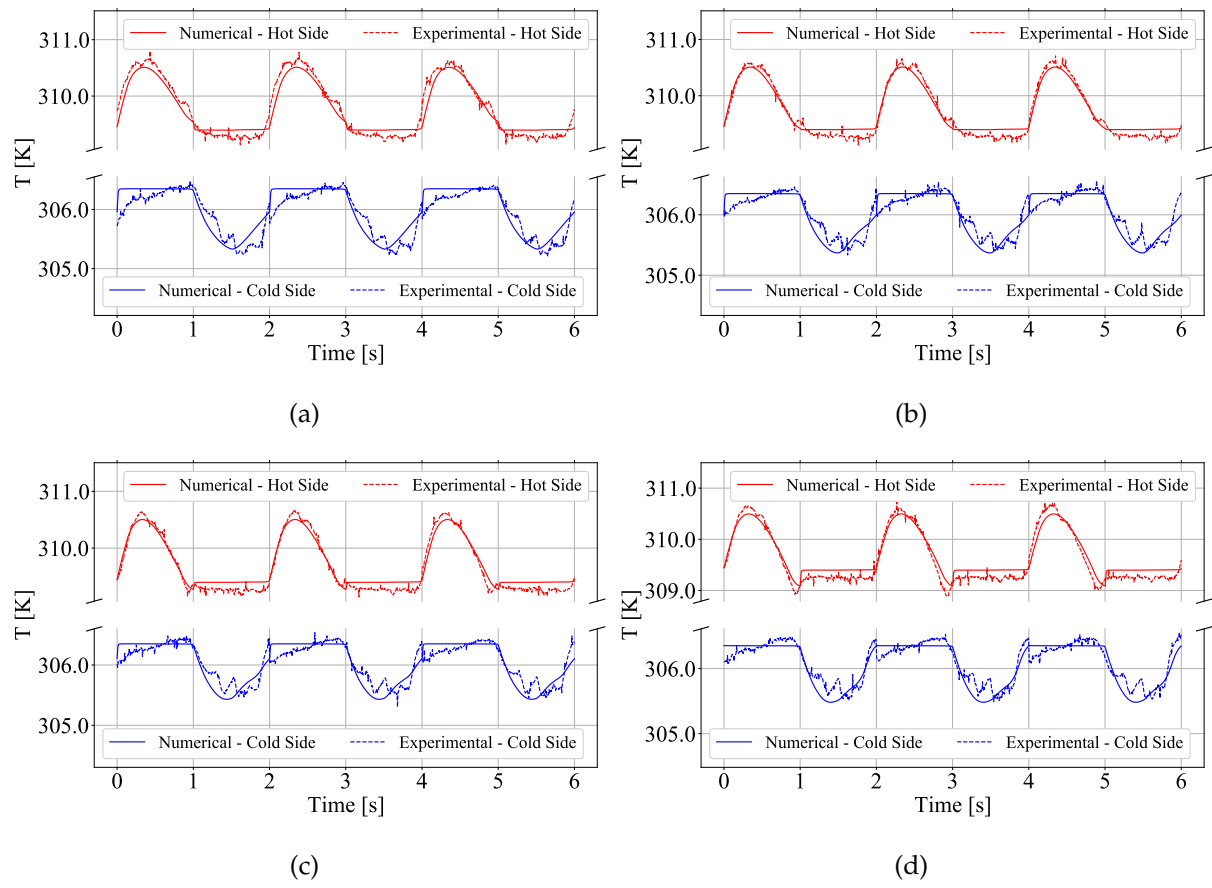 Numerical - Hot Side Experimental - Hot Side
311.0
310.0
T [K]
306.0
305.0
Numerical - Cold Side Experimental - Cold Side
0 1 2 3 4 5 6
Time [s]
(a)
Numerical - Hot Side Experimental - Hot Side
311.0
310.0
T [K]
306.0
305.0
Numerical - Cold Side Experimental - Cold Side
0 1 2 3 4 5 6
Time [s]
(b)
Numerical - Hot Side Experimental - Hot Side
311.0
310.0
T [K]
306.0
305.0
Numerical - Cold Side Experimental - Cold Side
0 1 2 3 4 5 6
Time [s]
(c)
Numerical - Hot Side Experimental - Hot Side
311.0
310.0
309.0
T [K]
306.0
305.0
Numerical - Cold Side Experimental - Cold Side
0 1 2 3 4 5 6
Time [s]
(d)